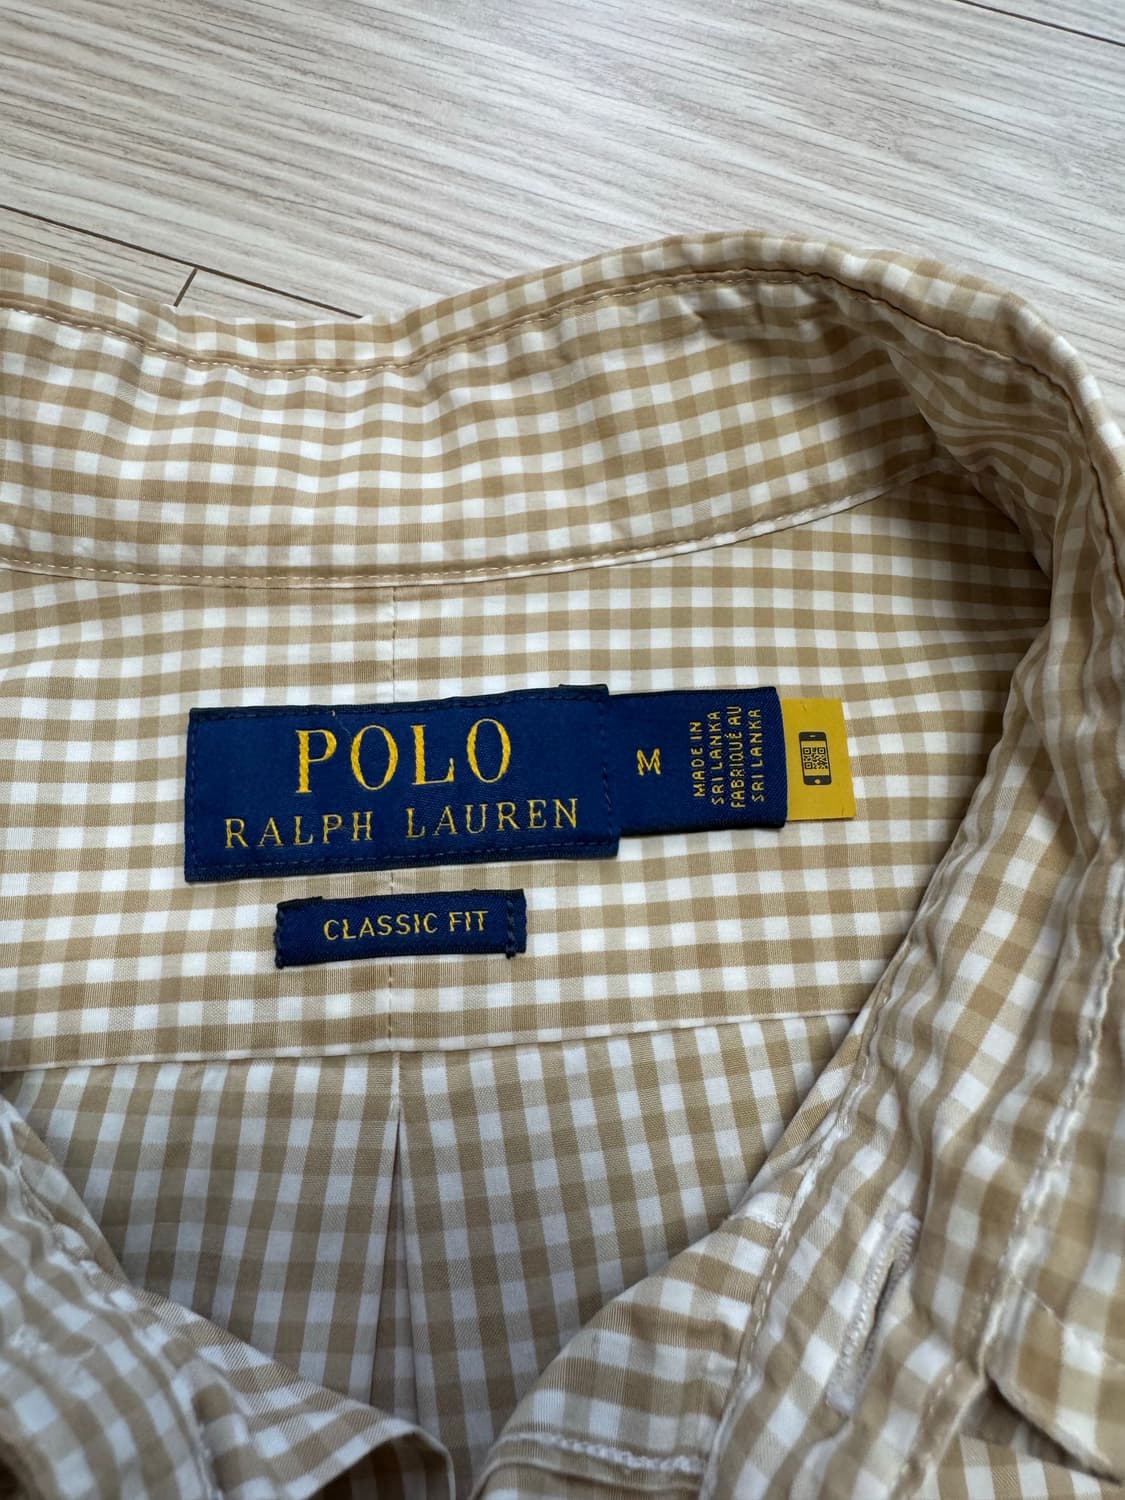 POLO
RALPH LAUREN
M
MADE IN
SRI LANKA
FABRIQUÉ AU
SRI LANKA
CLASSIC FIT